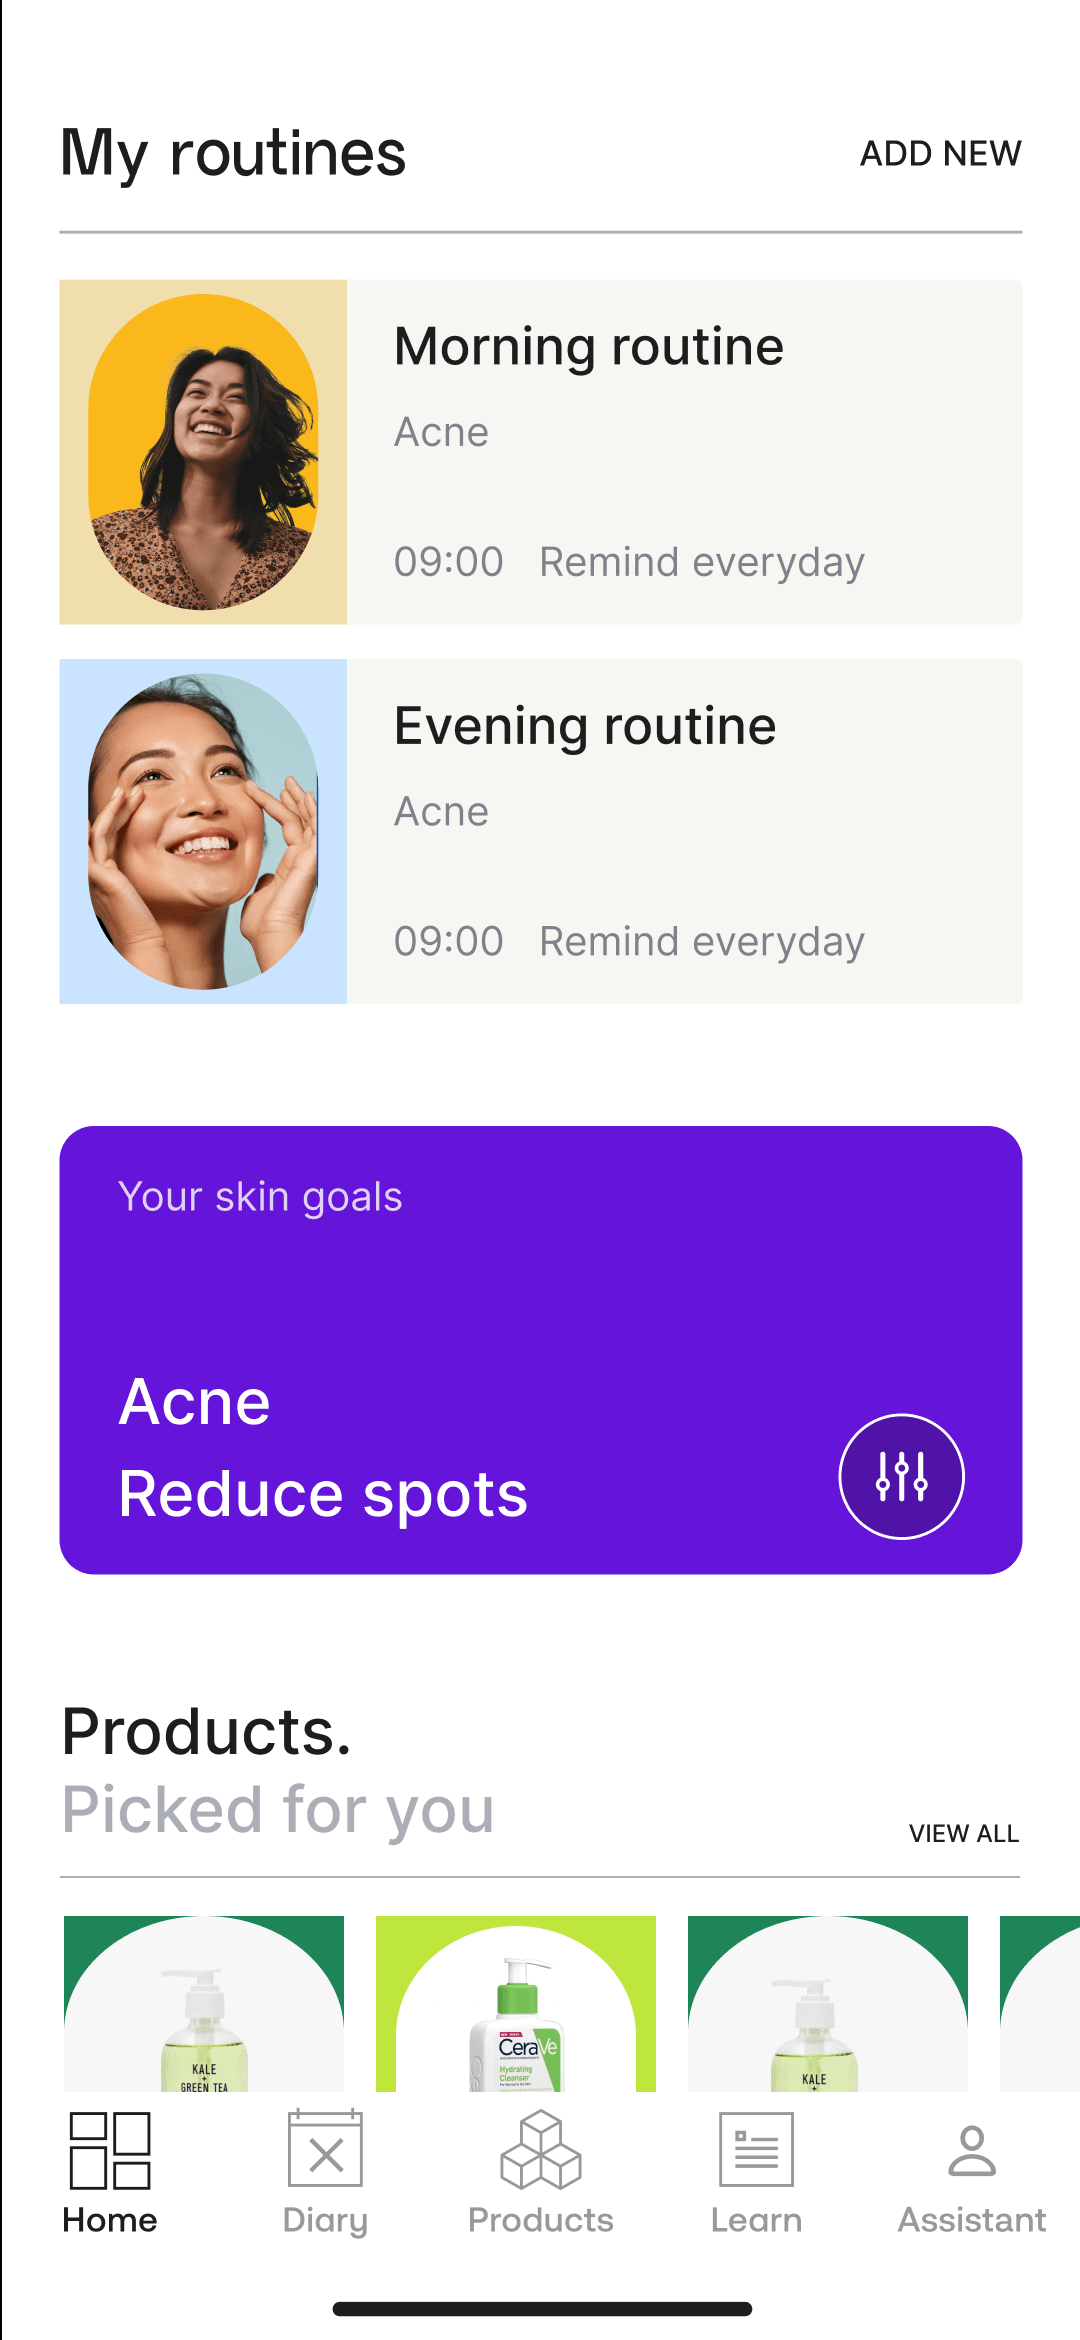 My routines
ADD NEW
Morning routine
Acne
09:00 Remind everyday
Evening routine
Acne
09:00 Remind everyday
Your skin goals
Acne
Reduce spots
Products.
Picked for you
VIEW ALL
KALE
+
GREEN TEA
CeraVe
Hydrating
Cleanser
KALE
+
Home
Diary
Products
Learn
Assistant